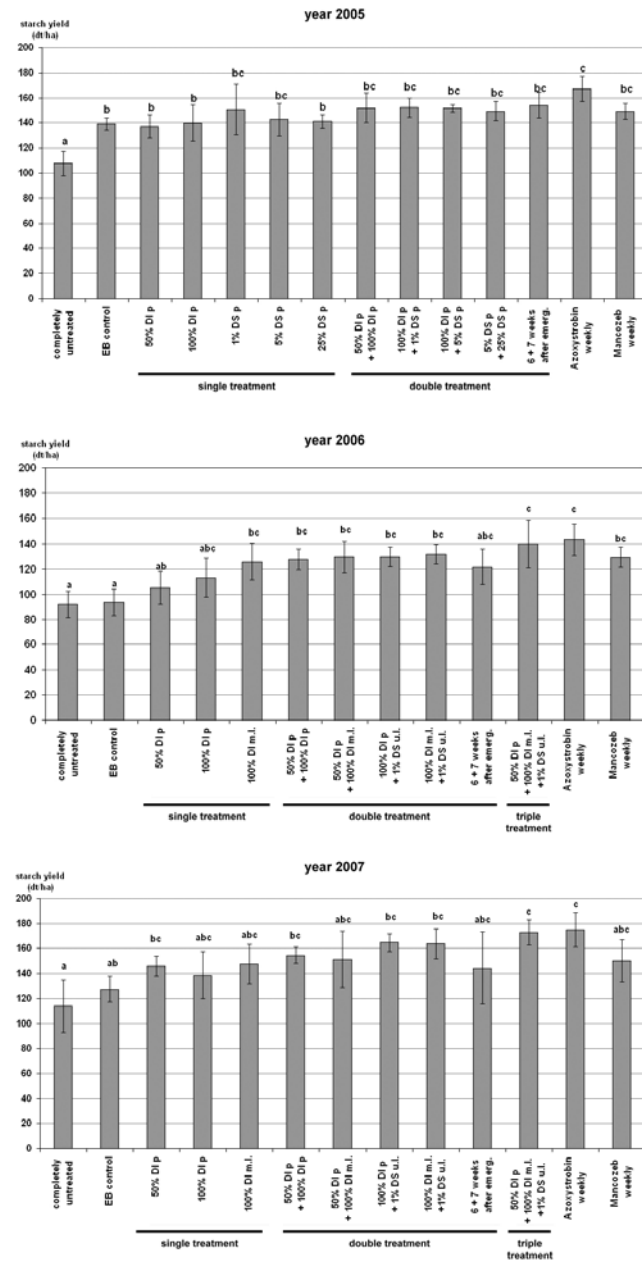 year 2005
starch yield
(dt/ha)
200
180
160
140
120
100
80
60
40
20
0
a
b
b
b
bc
bc
b
bc
bc
bc
bc
bc
c
bc
completely
untreated
EB control
50% DI p
100% DI p
1% DS p
5% DS p
25% DS p
50% DI p
+ 100% DI p
100% DI p
+ 1% DS p
100% DI p
+ 5% DS p
5% DS p
+ 25% DS p
6 + 7 weeks
after emerg.
Azoxystrobin
weekly
Mancozeb
weekly
single treatment
double treatment
year 2006
starch yield
(dt/ha)
200
180
160
140
120
100
80
60
40
20
0
a
a
ab
abc
bc
bc
bc
bc
bc
abc
c
c
bc
completely
untreated
EB control
50% DI p
100% DI p
100% DI m.l.
50% DI p
+ 100% DI p
50% DI p
+ 100% DI m.l.
100% DI p
+ 1% DS u.l.
100% DI m.l.
+1% DS u.l.
6 + 7 weeks
after emerg.
50% DI p
+ 100% DI m.l.
+1% DS u.l.
Azoxystrobin
weekly
Mancozeb
weekly
single treatment
double treatment
triple
treatment
year 2007
starch yield
(dt/ha)
200
180
160
140
120
100
80
60
40
20
0
a
ab
bc
abc
abc
bc
abc
bc
bc
abc
c
c
abc
completely
untreated
EB control
50% DI p
100% DI p
100% DI m.l.
50% DI p
+ 100% DI p
50% DI p
+ 100% DI m.l.
100% DI p
+ 1% DS u.l.
100% DI m.l.
+1% DS u.l.
6 + 7 weeks
after emerg.
50% DI p
+ 100% DI m.l.
+1% DS u.l.
Azoxystrobin
weekly
Mancozeb
weekly
single treatment
double treatment
triple
treatment